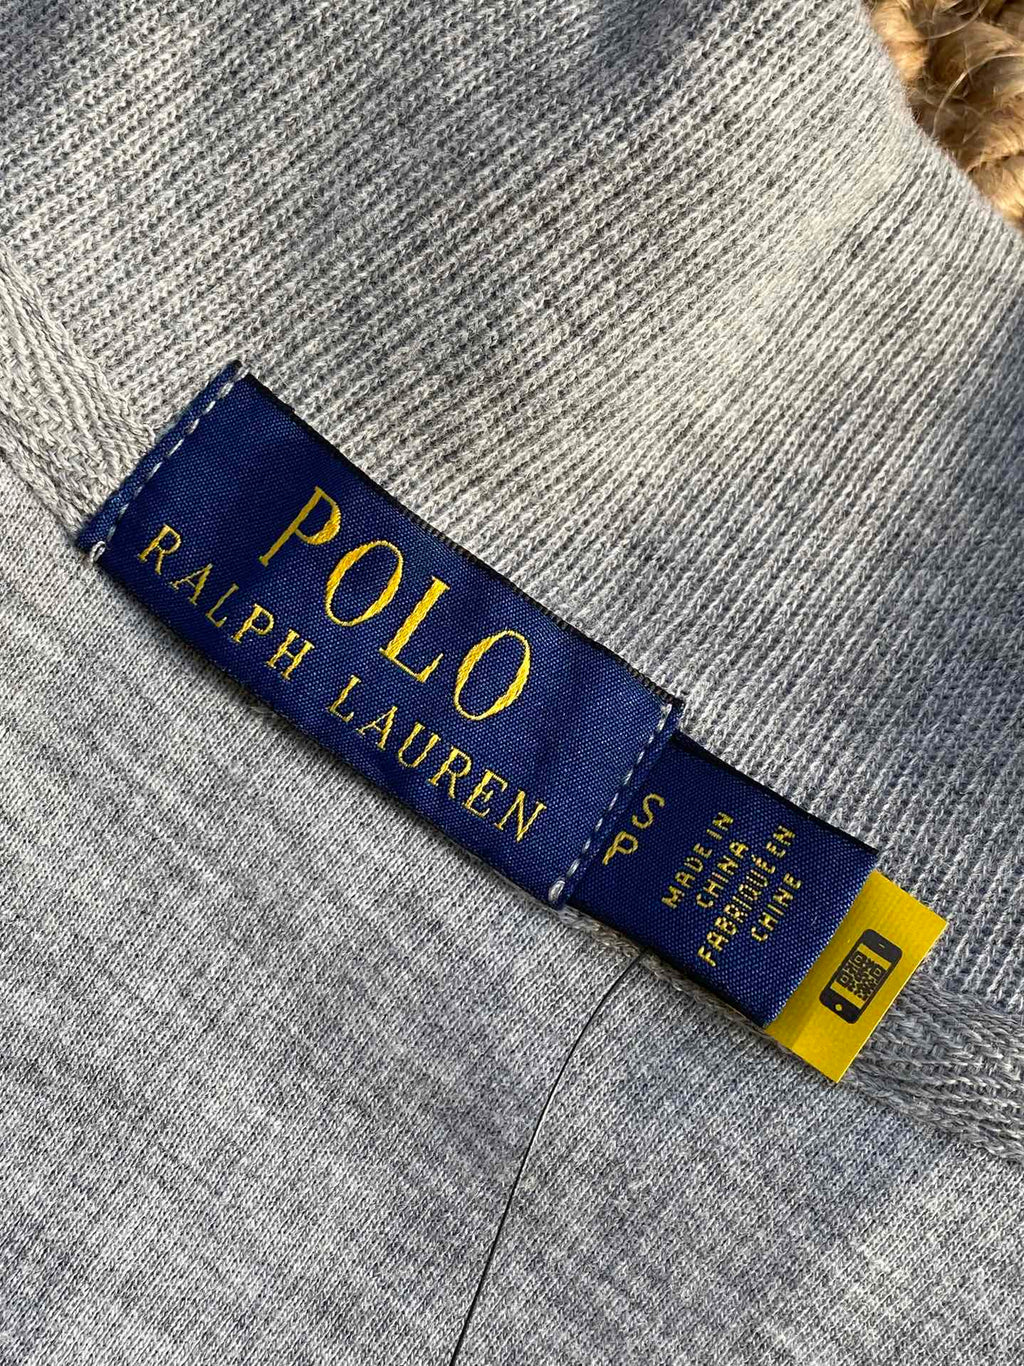 POLO
RALPH LAUREN
S
P
MADE IN
CHINA
FABRIQUÉ EN
CHINE